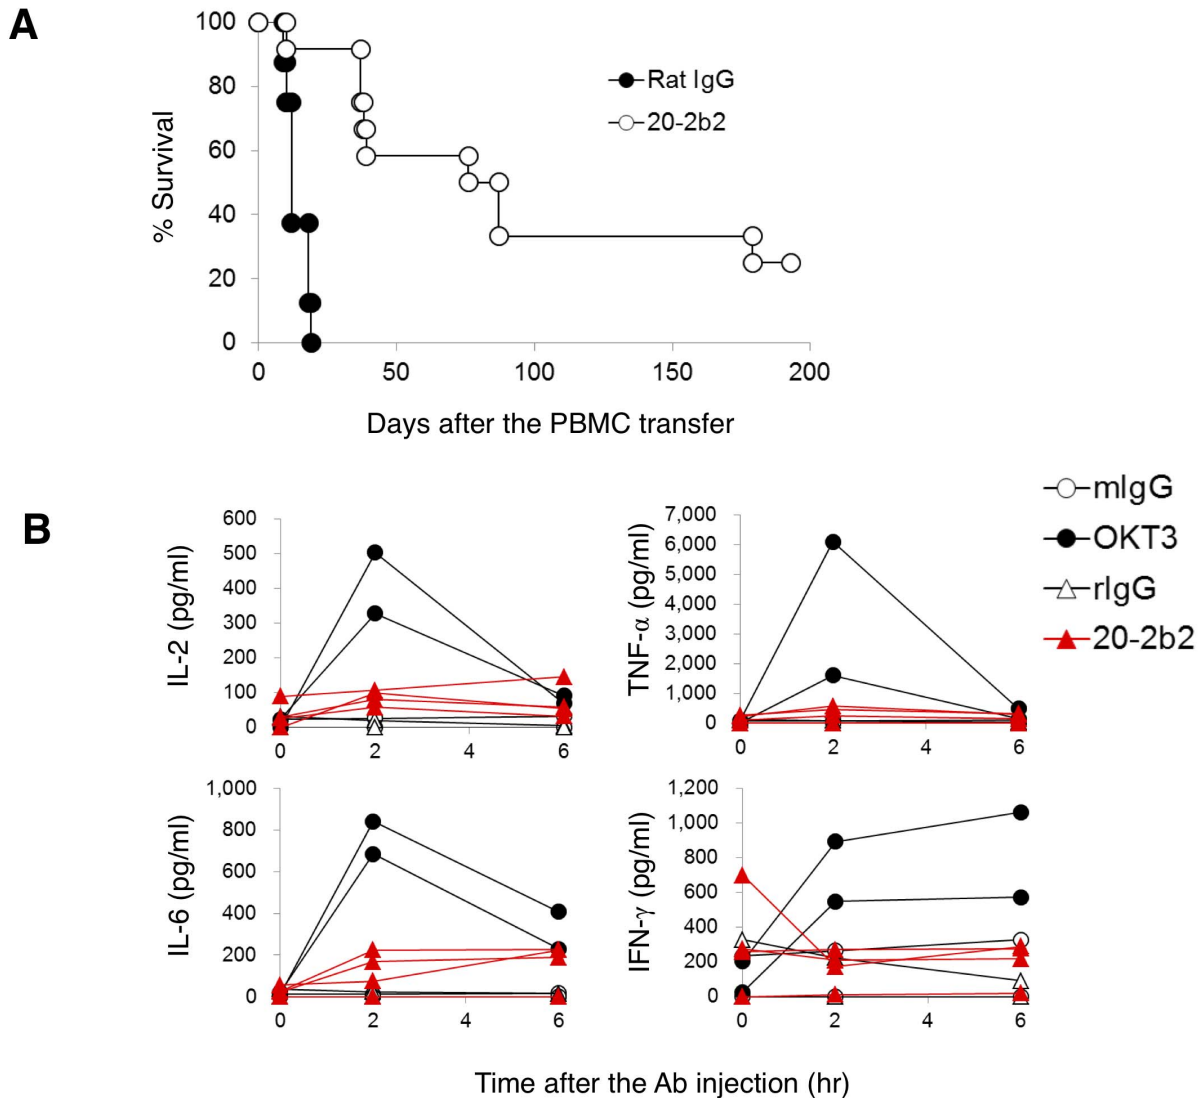 A
100
80
60
40
20
0
% Survival
Rat IgG
20-2b2
0 50 100 150 200
Days after the PBMC transfer
B
mIgG
OKT3
rIgG
20-2b2
600
500
400
300
200
100
0
IL-2 (pg/ml)
0 2 4 6
7,000
6,000
5,000
4,000
3,000
2,000
1,000
0
TNF-α (pg/ml)
0 2 4 6
1,000
800
600
400
200
0
IL-6 (pg/ml)
0 2 4 6
1,200
1,000
800
600
400
200
0
IFN-γ (pg/ml)
0 2 4 6
Time after the Ab injection (hr)